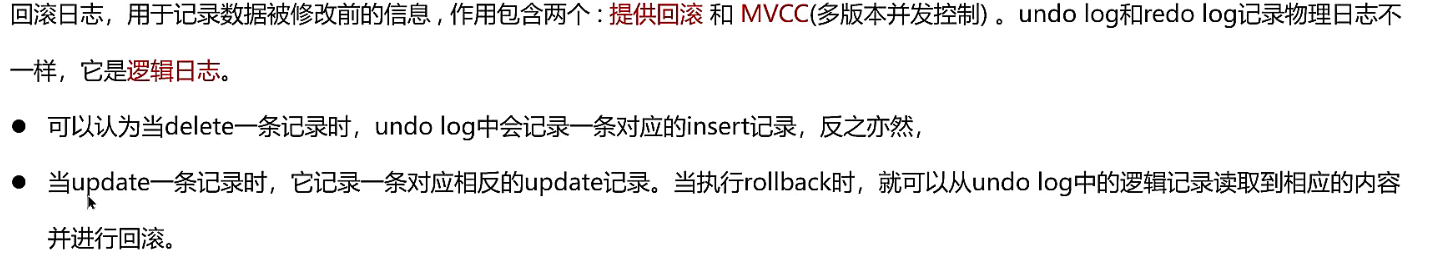 回滚日志，用于记录数据被修改前的信息 , 作用包含两个 : 提供回滚 和 MVCC(多版本并发控制) 。undo log和redo log记录物理日志不
一样，它是逻辑日志。
● 可以认为当delete一条记录时，undo log中会记录一条对应的insert记录，反之亦然，
● 当update一条记录时，它记录一条对应相反的update记录。当执行rollback时，就可以从undo log中的逻辑记录读取到相应的内容
并进行回滚。